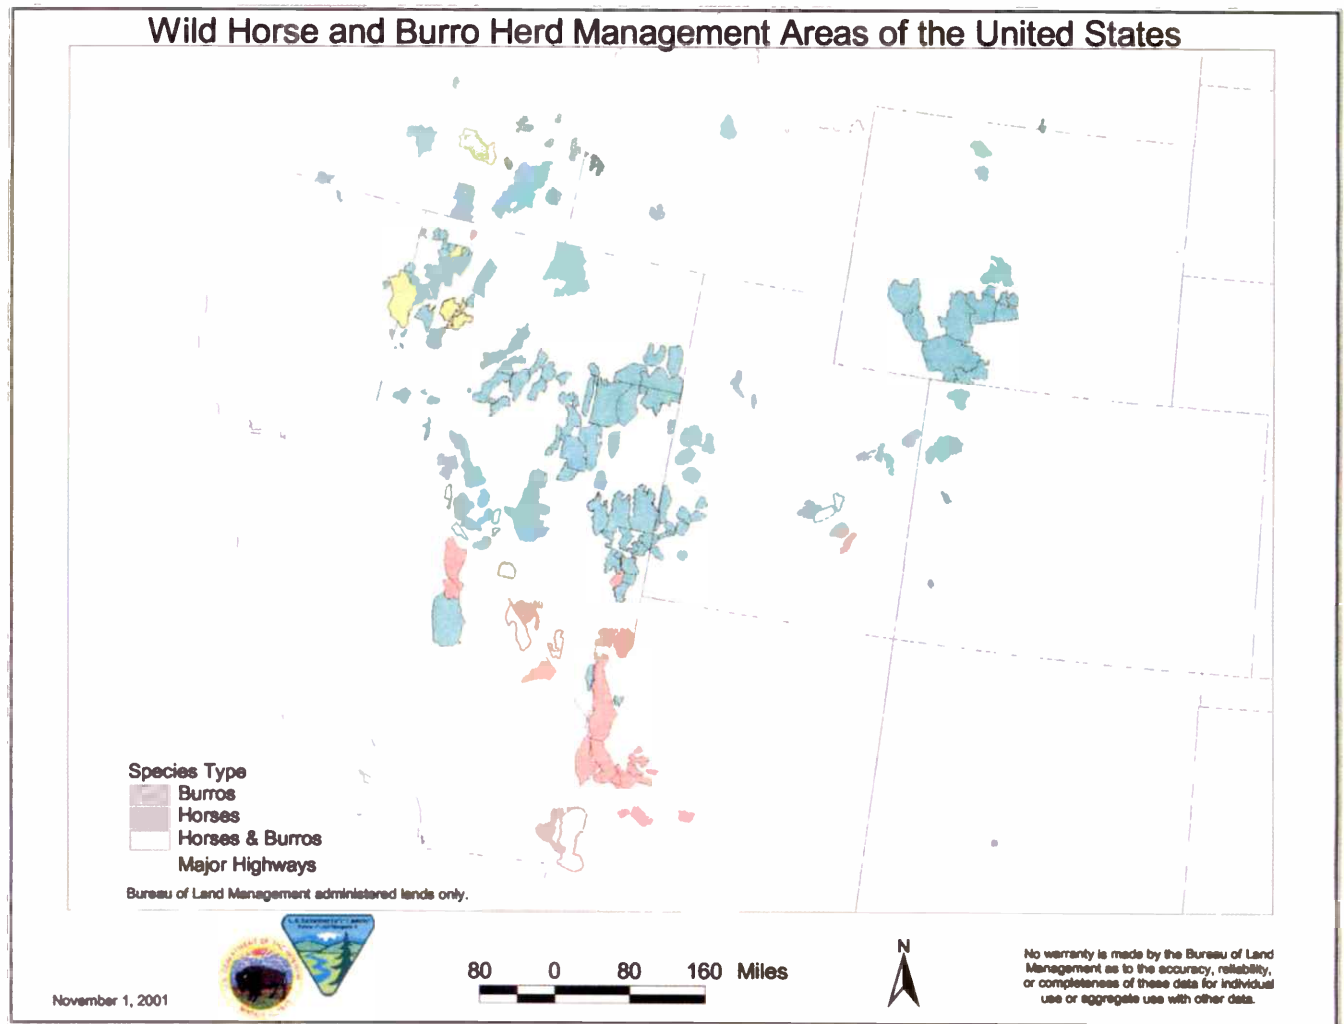 Wild Horse and Burro Herd Management Areas of the United States
Species Type
Burros
Horses
Horses & Burros
Major Highways
Bureau of Land Management administered lands only.
November 1, 2001
80 0 80 160 Miles
N
No warranty is made by the Bureau of Land
Management as to the accuracy, reliability,
or completeness of these data for individual
use or aggregate use with other data.